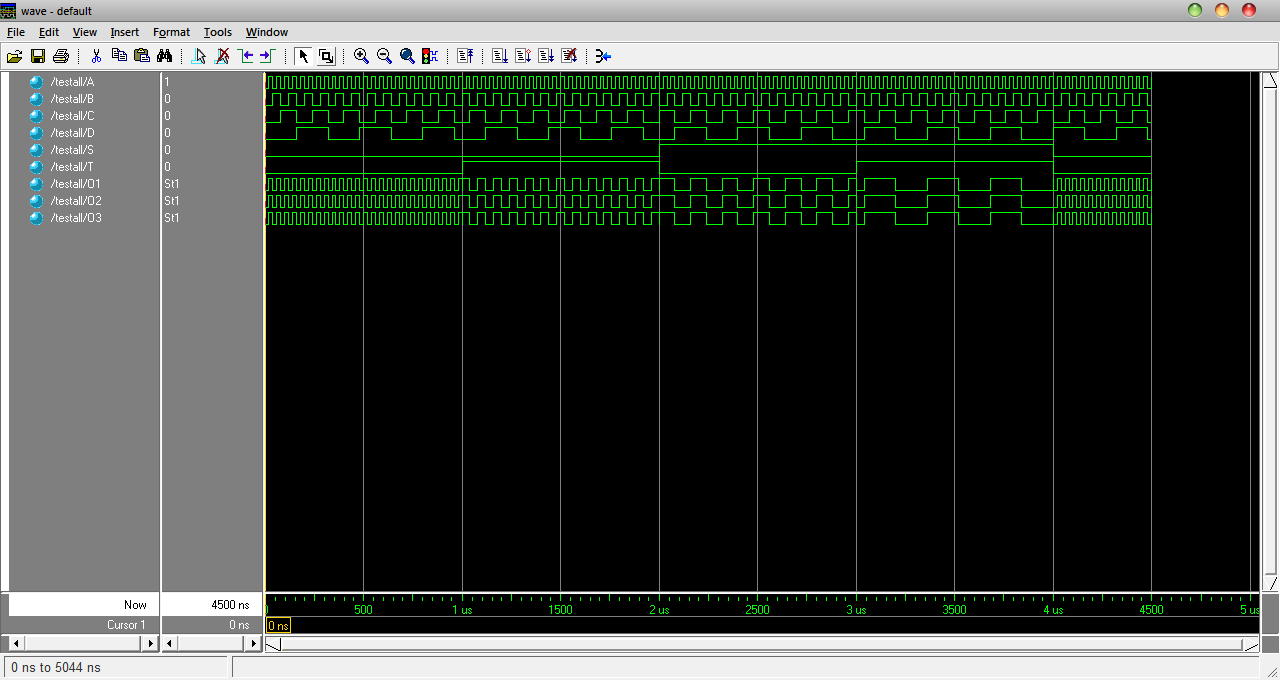 wave - default
File Edit View Insert Format Tools Window
/testall/A 1
/testall/B 0
/testall/C 0
/testall/D 0
/testall/S 0
/testall/T 0
/testall/O1 St1
/testall/O2 St1
/testall/O3 St1
Now 4500 ns 500 1 us 1500 2 us 2500 3 us 3500 4 us 4500 5 us
Cursor 1 0 ns 0 ns
0 ns to 5044 ns